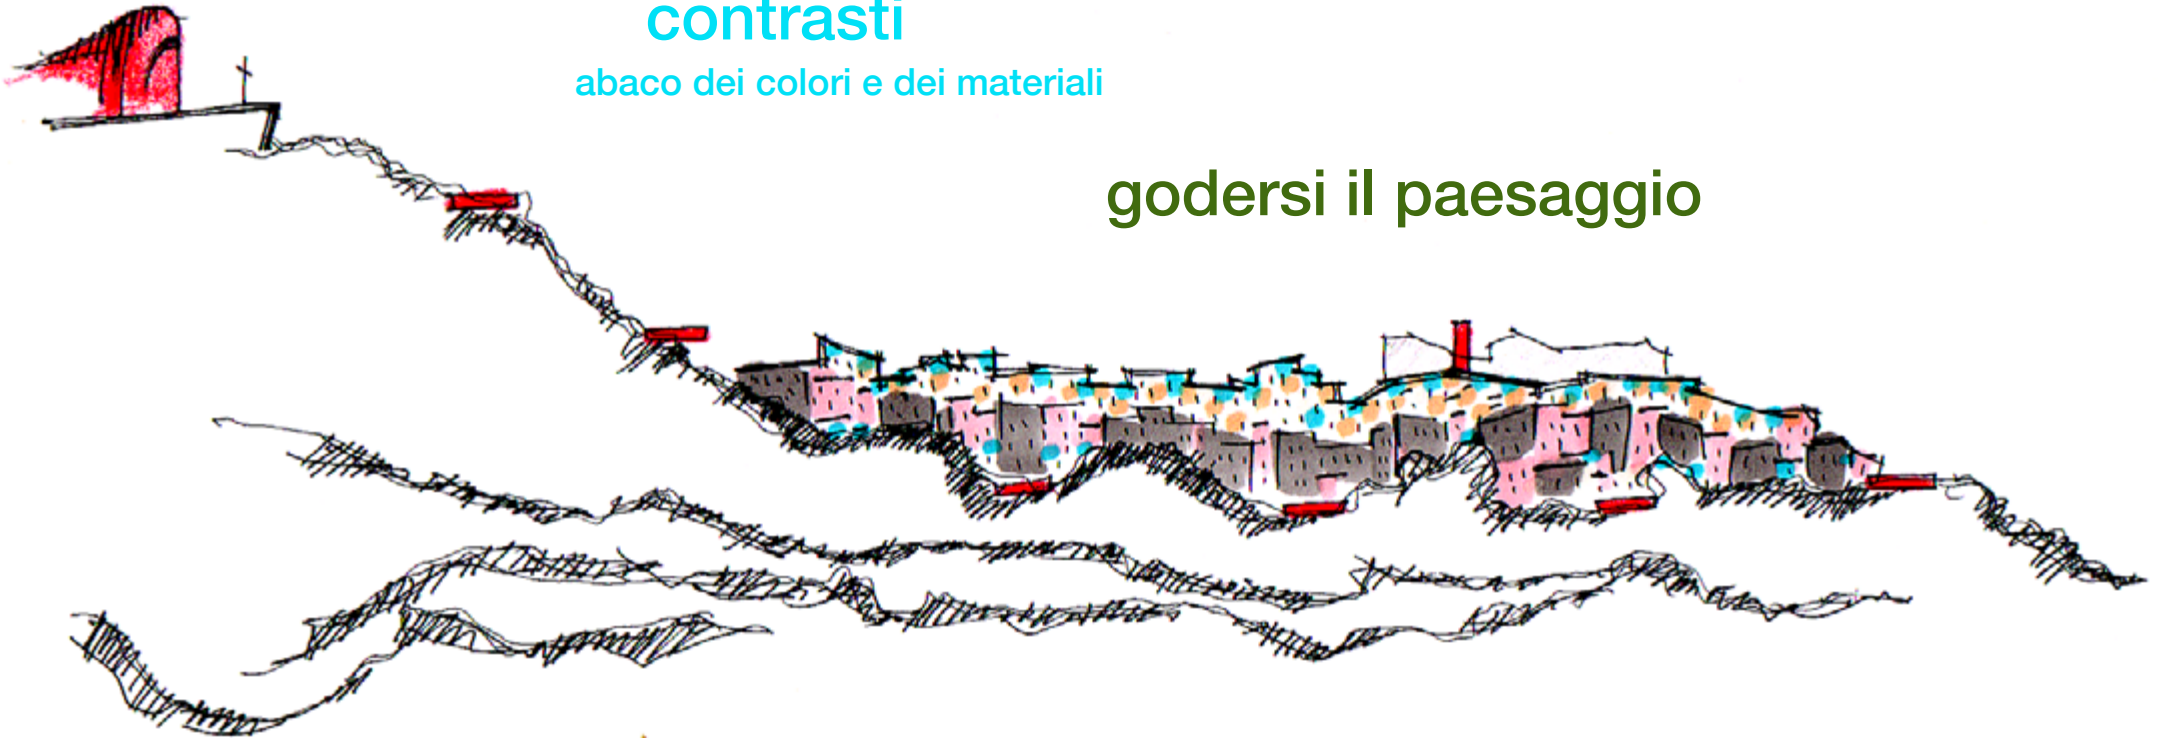 contrasti
abaco dei colori e dei materiali
godersi il paesaggio